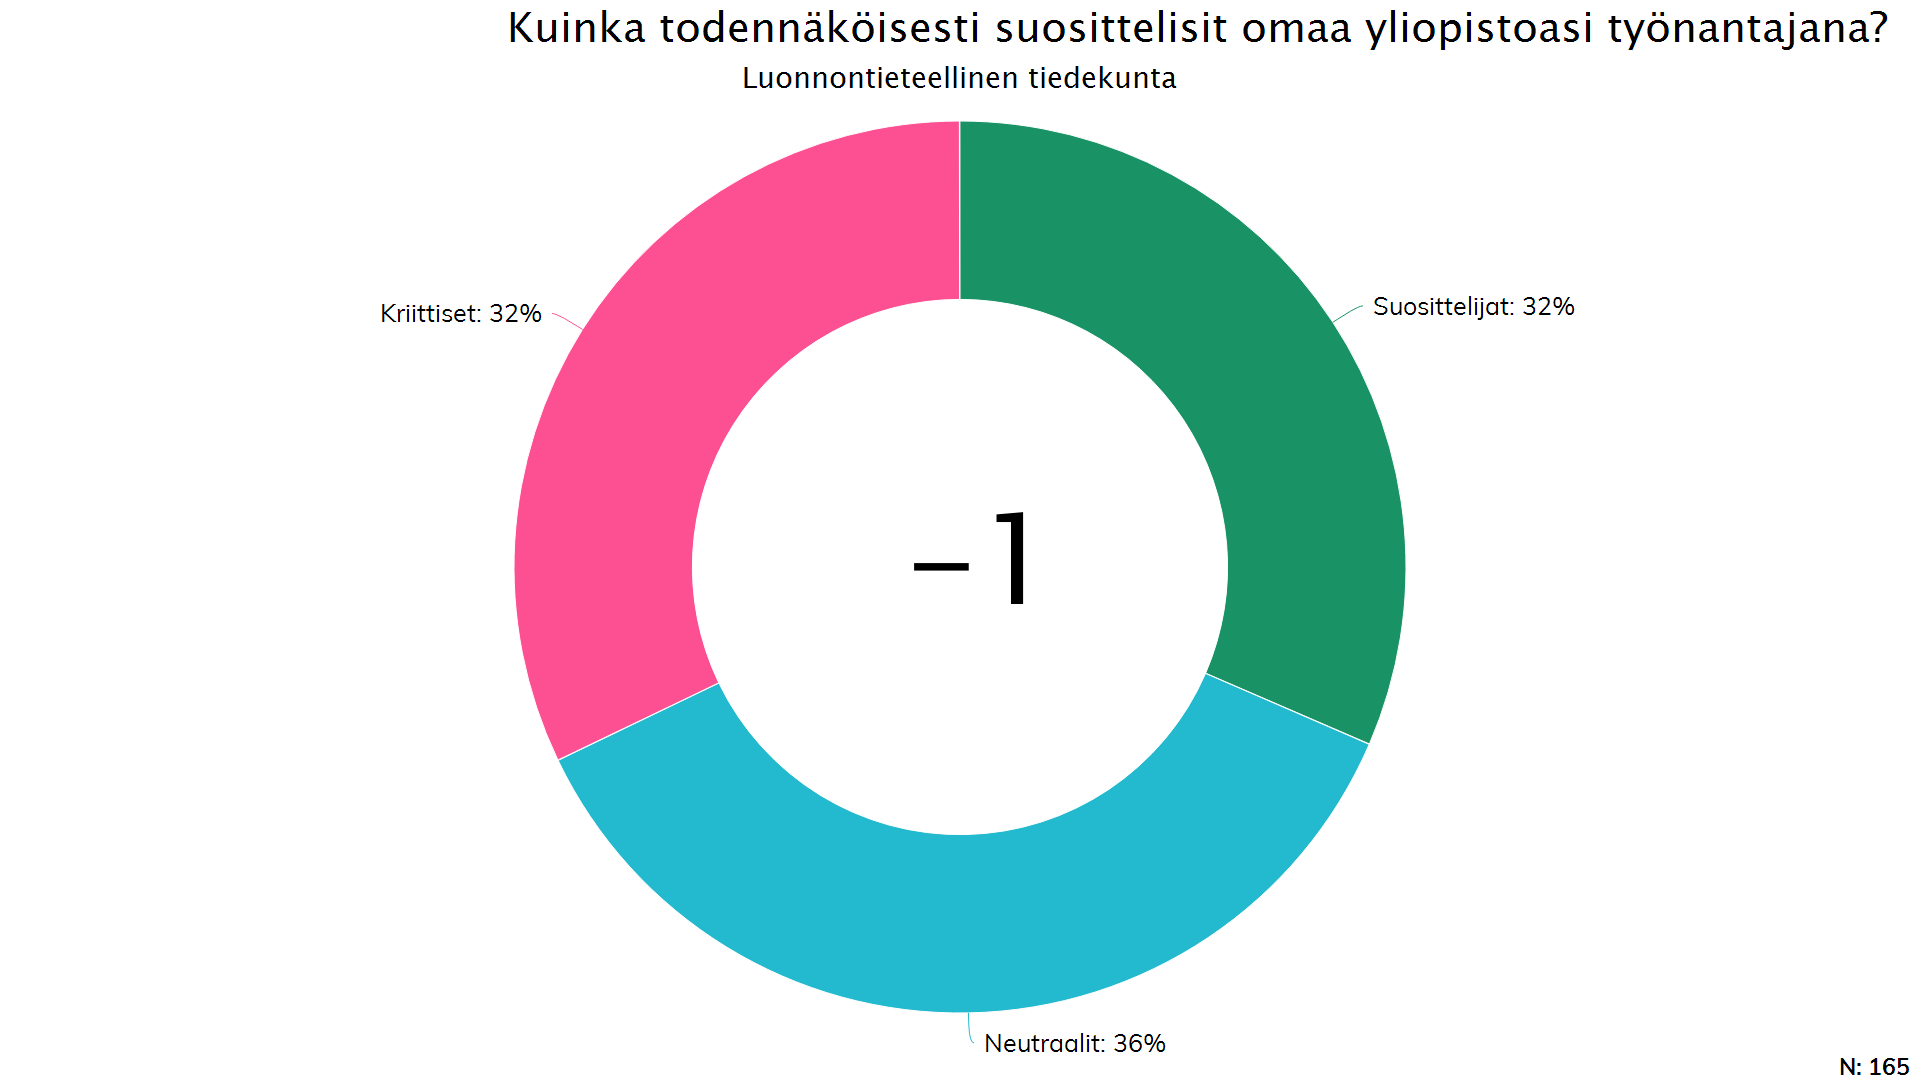 Kuinka todennäköisesti suosittelisit omaa yliopistoasi työnantajana?
Luonnontieteellinen tiedekunta
Kriittiset: 32%
Suosittelijat: 32%
–1
Neutraalit: 36%
N: 165